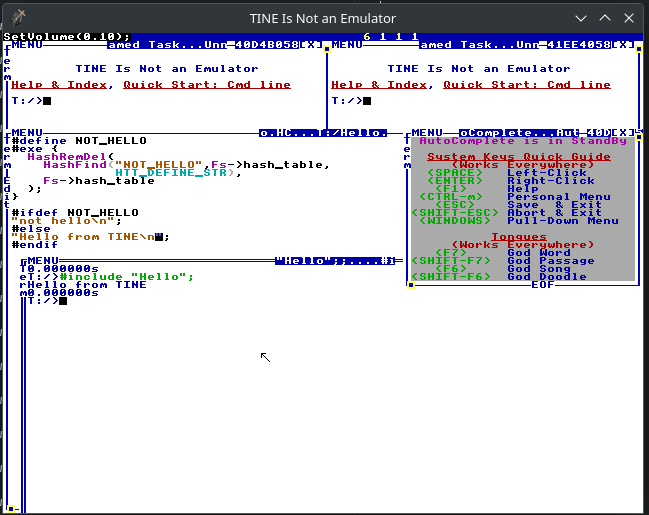 TINE Is Not an Emulator
SetVolume(0.10);
6 1 1 1
MENU
amed Task...Unn
40D4B058[X]
MENU
amed Task...Unn
41EE4058[X]
TINE Is Not an Emulator
TINE Is Not an Emulator
Help & Index, Quick Start: Cmd line
Help & Index, Quick Start: Cmd line
T:/>
T:/>
MENU
o.HC...T:/Hello.
#define NOT_HELLO
#exe {
HashRemDel(
HashFind("NOT_HELLO",Fs->hash_table,
HTT_DEFINE_STR),
Fs->hash_table
);
}
#ifdef NOT_HELLO
"not hello\n";
#else
"Hello from TINE\n";
#endif
MENU
oComplete...Aut
40D[X]
AutoComplete is in StandBy
System Keys Quick Guide
(Works Everywhere)
<SPACE> Left-Click
<ENTER> Right-Click
<F1> Help
<CTRL-m> Personal Menu
<ESC> Save & Exit
<SHIFT-ESC> Abort & Exit
<WINDOWS> Pull-Down Menu
Tongues
(Works Everywhere)
<F7> God Word
<SHIFT-F7> God Passage
<F6> God Song
<SHIFT-F6> God Doodle
EOF
MENU
"Hello";;....#i
0.000000s
T:/>#include "Hello";
Hello from TINE
0.000000s
T:/>